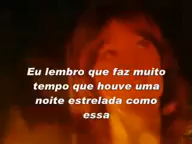 Eu lembro que faz muito
tempo que houve uma
noite estrelada como
essa